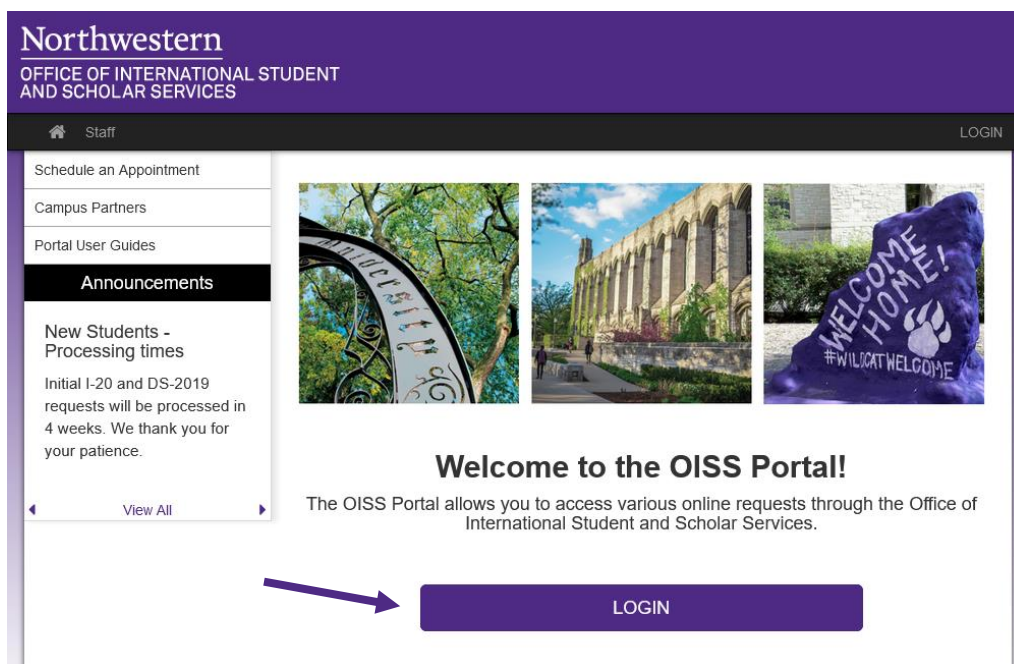 Northwestern
OFFICE OF INTERNATIONAL STUDENT
AND SCHOLAR SERVICES
Staff
LOGIN
Schedule an Appointment
Campus Partners
Portal User Guides
Announcements
New Students -
Processing times
Initial I-20 and DS-2019
requests will be processed in
4 weeks. We thank you for
your patience.
View All
WELCOME
HOME!
#WILDCATWELCOME
Welcome to the OISS Portal!
The OISS Portal allows you to access various online requests through the Office of
International Student and Scholar Services.
LOGIN